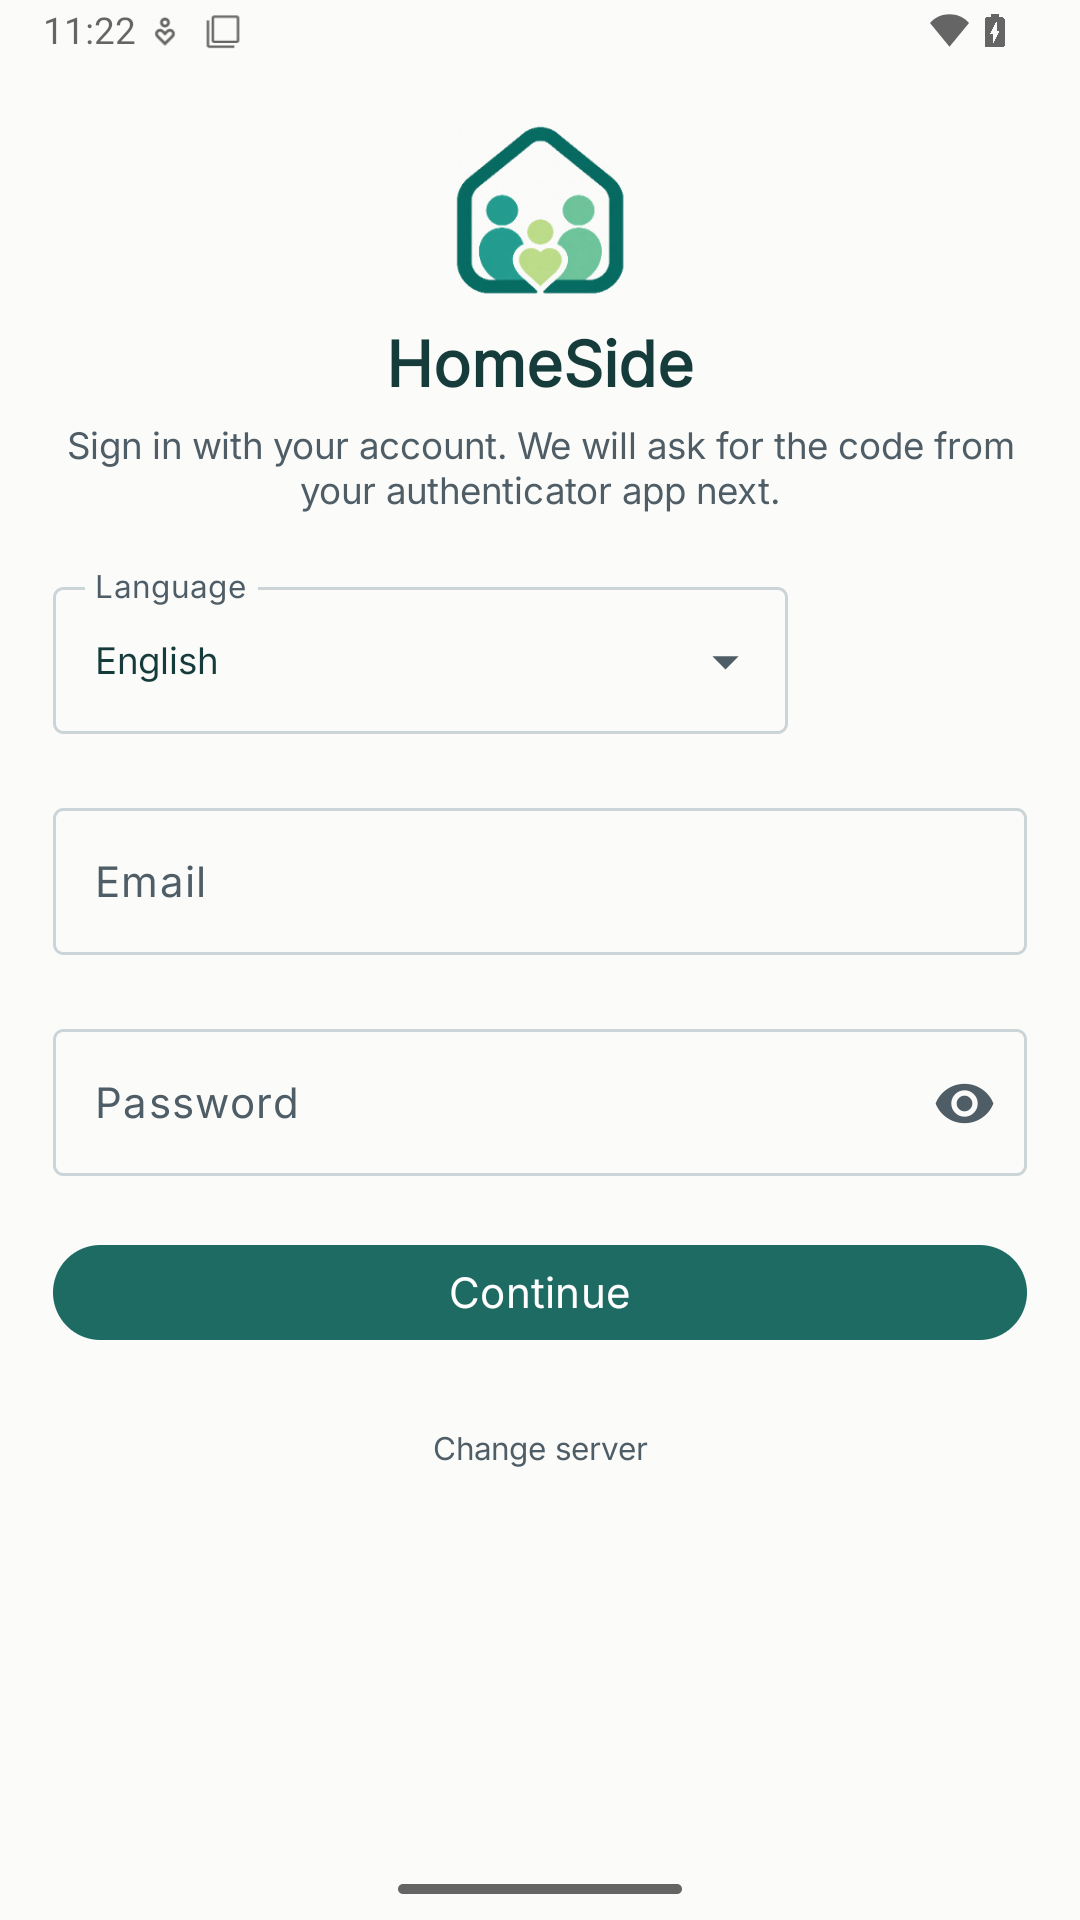 11:22
HomeSide
Sign in with your account. We will ask for the code from
your authenticator app next.
Language
English
Email
Password
Continue
Change server